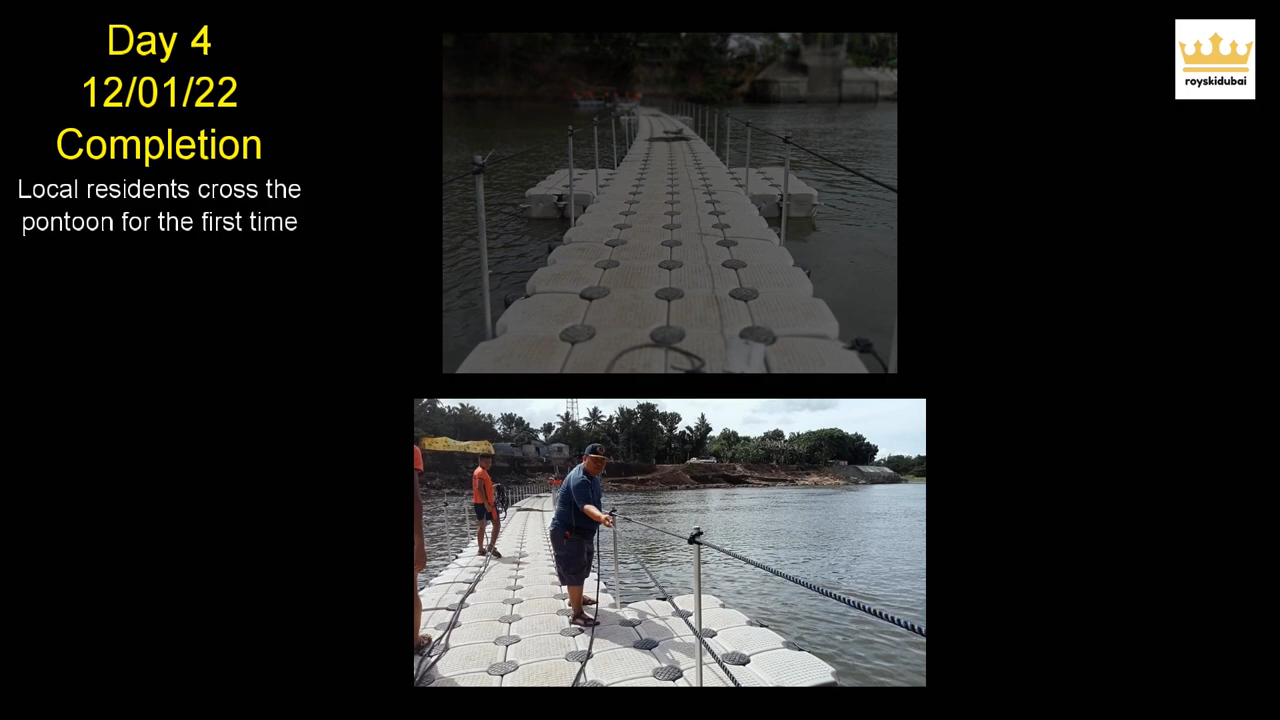 Day 4
12/01/22
Completion
Local residents cross the
pontoon for the first time
royskidubai